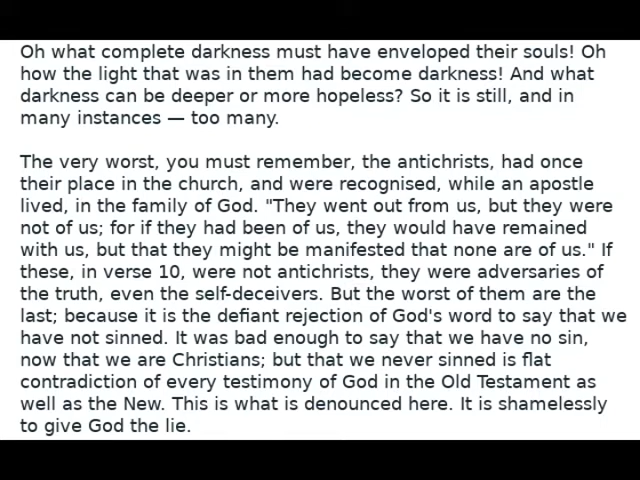 Oh what complete darkness must have enveloped their souls! Oh
how the light that was in them had become darkness! And what
darkness can be deeper or more hopeless? So it is still, and in
many instances — too many.
The very worst, you must remember, the antichrists, had once
their place in the church, and were recognised, while an apostle
lived, in the family of God. "They went out from us, but they were
not of us; for if they had been of us, they would have remained
with us, but that they might be manifested that none are of us." If
these, in verse 10, were not antichrists, they were adversaries of
the truth, even the self-deceivers. But the worst of them are the
last; because it is the defiant rejection of God's word to say that we
have not sinned. It was bad enough to say that we have no sin,
now that we are Christians; but that we never sinned is flat
contradiction of every testimony of God in the Old Testament as
well as the New. This is what is denounced here. It is shamelessly
to give God the lie.